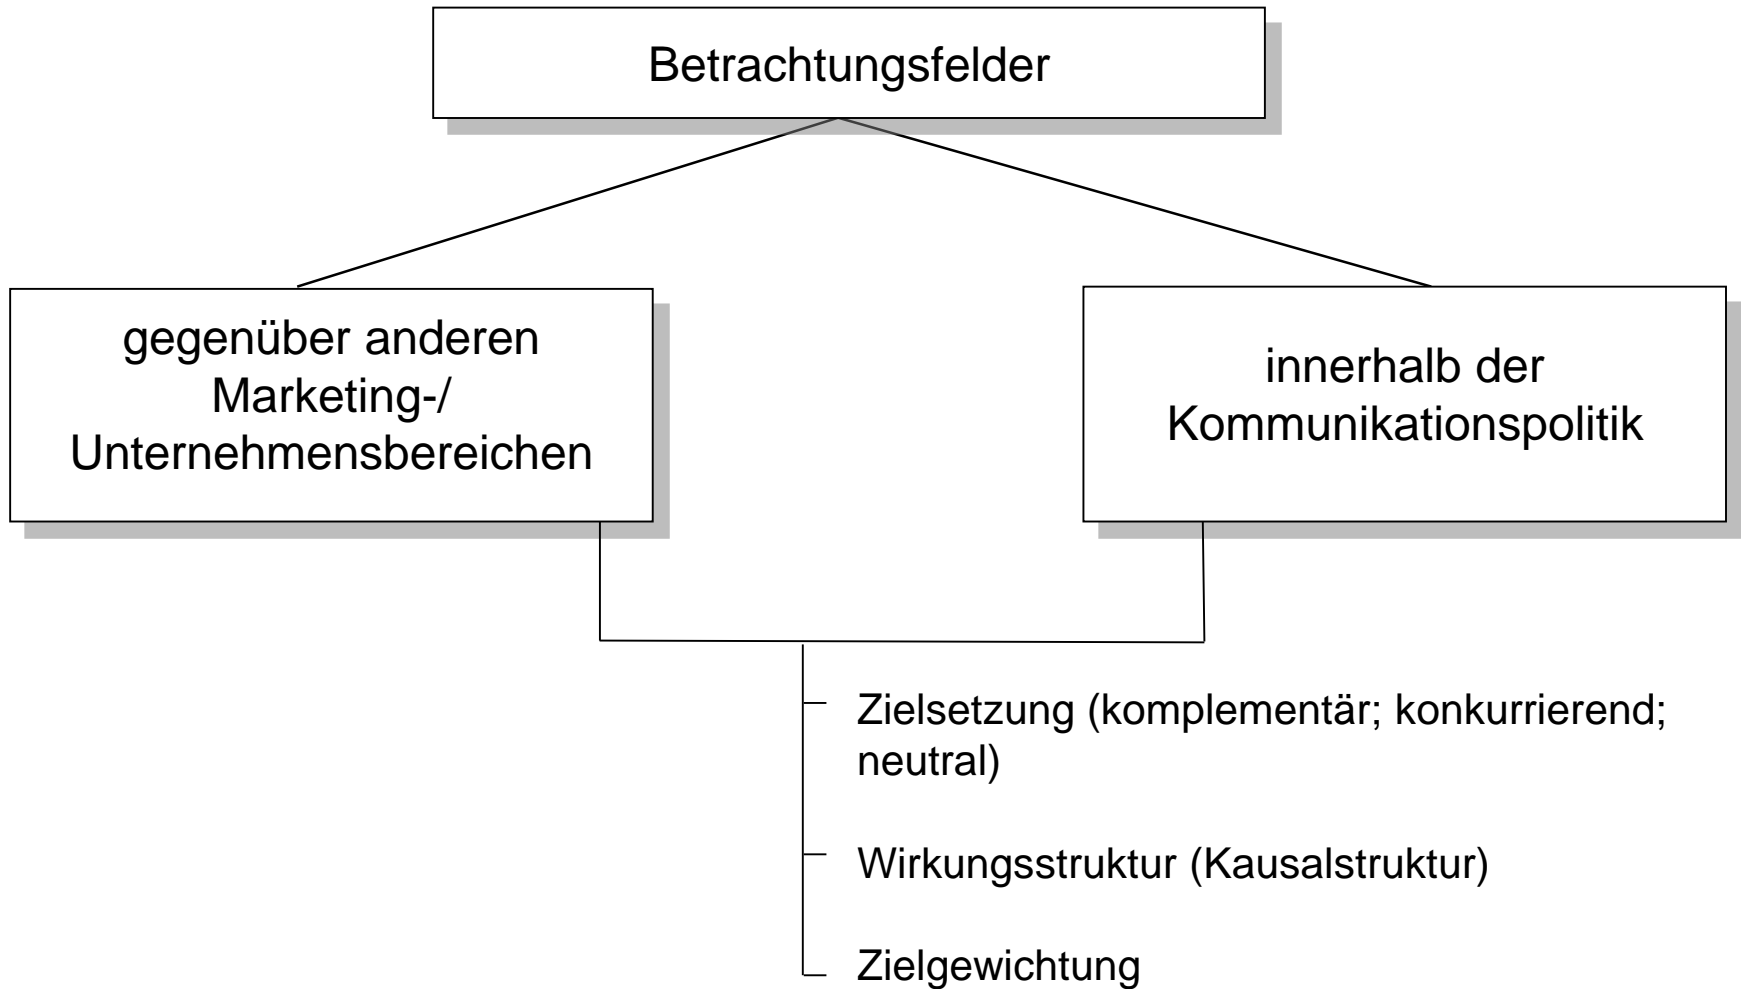 Betrachtungsfelder
gegenüber anderen
Marketing-/
Unternehmensbereichen
innerhalb der
Kommunikationspolitik
Zielsetzung (komplementär; konkurrierend;
neutral)
Wirkungsstruktur (Kausalstruktur)
Zielgewichtung